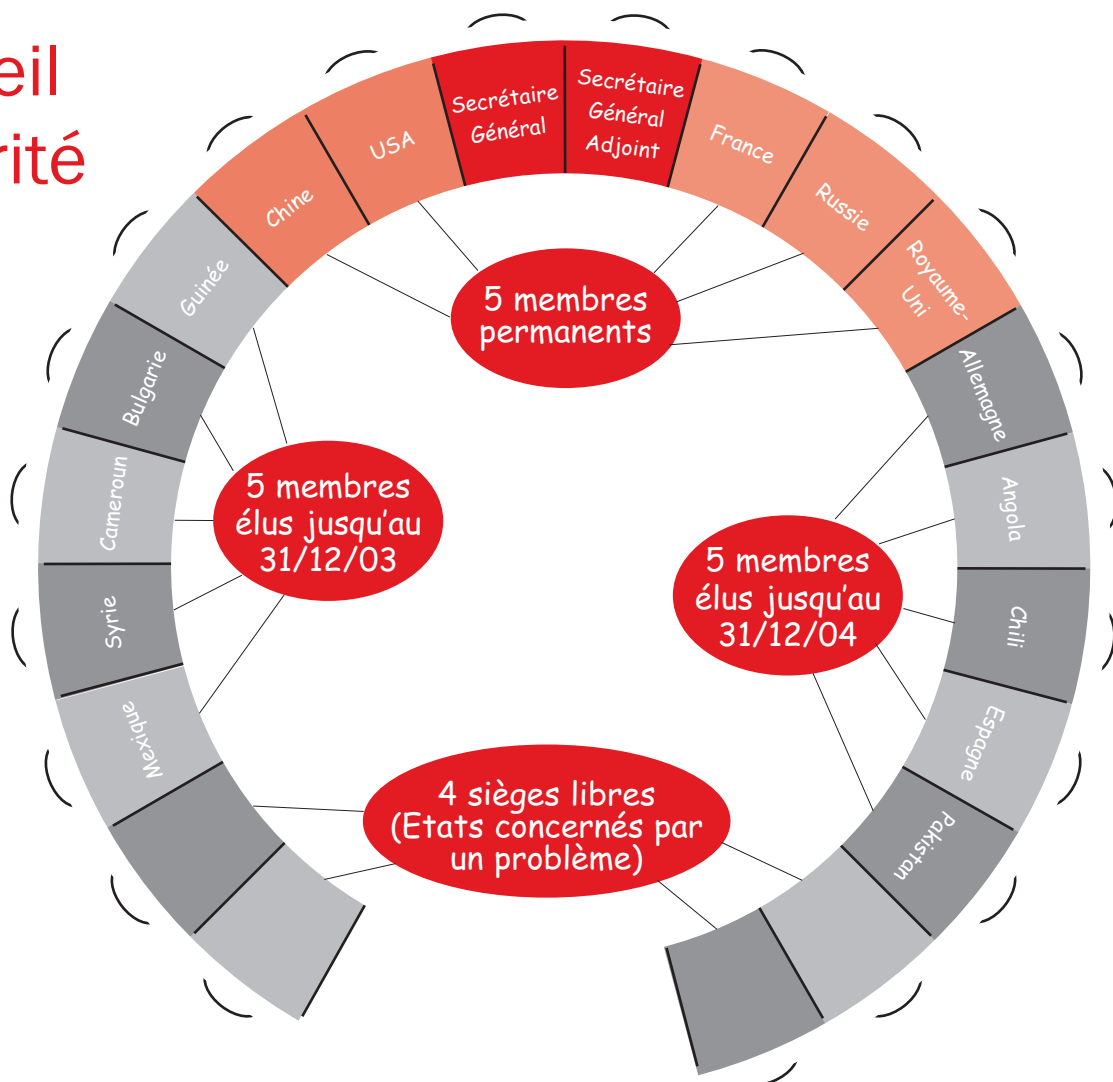 eil
rité
Secrétaire
Général
Secrétaire
Général
Adjoint
France
Russie
Royaume-
Uni
USA
Chine
Guinée
Bulgarie
Cameroun
Syrie
Mexique
Allemagne
Angola
Chili
Espagne
Pakistan
5 membres
permanents
5 membres
élus jusqu'au
31/12/03
5 membres
élus jusqu'au
31/12/04
4 sièges libres
(Etats concernés par
un problème)